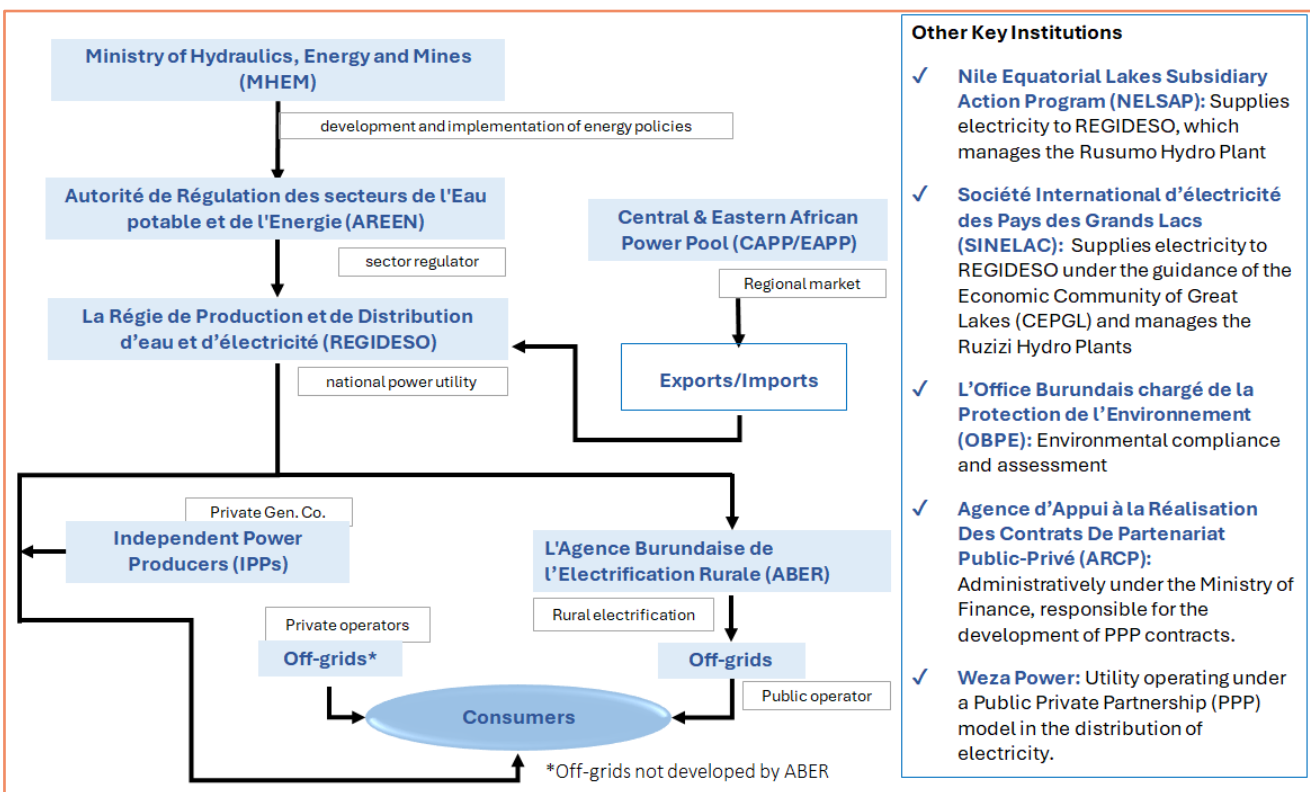 Ministry of Hydraulics, Energy and Mines
(MHEM)
development and implementation of energy policies
Autorité de Régulation des secteurs de l'Eau
potable et de l'Energie (AREEN)
sector regulator
Central & Eastern African
Power Pool (CAPP/EAPP)
Regional market
La Régie de Production et de Distribution
d’eau et d’électricité (REGIDESO)
national power utility
Exports/Imports
Private Gen. Co.
Independent Power
Producers (IPPs)
L'Agence Burundaise de
l’Electrification Rurale (ABER)
Rural electrification
Private operators
Off-grids*
Off-grids
Public operator
Consumers
*Off-grids not developed by ABER
Other Key Institutions
✓ Nile Equatorial Lakes Subsidiary
Action Program (NELSAP): Supplies
electricity to REGIDESO, which
manages the Rusumo Hydro Plant
✓ Société International d’électricité
des Pays des Grands Lacs
(SINELAC): Supplies electricity to
REGIDESO under the guidance of the
Economic Community of Great
Lakes (CEPGL) and manages the
Ruzizi Hydro Plants
✓ L’Office Burundais chargé de la
Protection de l’Environnement
(OBPE): Environmental compliance
and assessment
✓ Agence d’Appui à la Réalisation
Des Contrats De Partenariat
Public-Privé (ARCP):
Administratively under the Ministry of
Finance, responsible for the
development of PPP contracts.
✓ Weza Power: Utility operating under
a Public Private Partnership (PPP)
model in the distribution of
electricity.